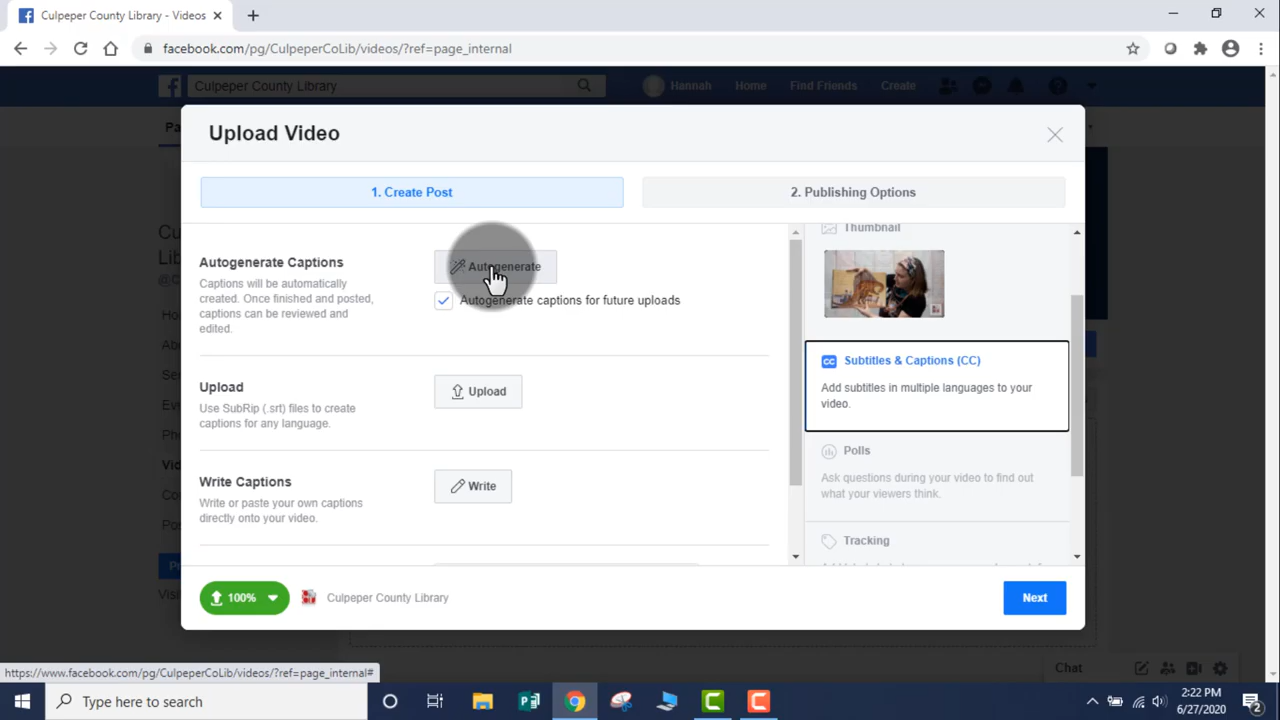 Culpeper County Library - Videos
facebook.com/pg/CulpeperCoLib/videos/?ref=page_internal
Culpeper County Library
Hannah
Home
Find Friends
Create
Upload Video
1. Create Post
2. Publishing Options
Autogenerate Captions
Captions will be automatically
created. Once finished and posted,
captions can be reviewed and
edited.
Autogenerate
Autogenerate captions for future uploads
Upload
Use SubRip (.srt) files to create
captions for any language.
Upload
Write Captions
Write or paste your own captions
directly onto your video.
Write
Thumbnail
CC
Subtitles & Captions (CC)
Add subtitles in multiple languages to your
video.
Polls
Ask questions during your video to find out
what your viewers think.
Tracking
100%
Culpeper County Library
Next
Chat
https://www.facebook.com/pg/CulpeperCoLib/videos/?ref=page_internal#
Type here to search
2:22 PM
6/27/2020
2